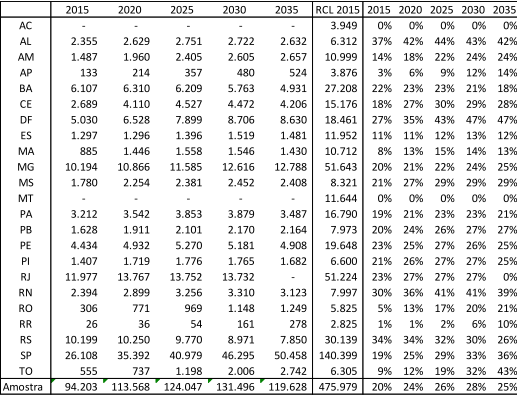 2015 2020 2025 2030 2035 RCL 2015 2015 2020 2025 2030 2035
AC - - - - - 3.949 0% 0% 0% 0% 0%
AL 2.355 2.629 2.751 2.722 2.632 6.312 37% 42% 44% 43% 42%
AM 1.487 1.960 2.405 2.605 2.657 10.999 14% 18% 22% 24% 24%
AP 133 214 357 480 524 3.876 3% 6% 9% 12% 14%
BA 6.107 6.310 6.209 5.763 4.931 27.208 22% 23% 23% 21% 18%
CE 2.689 4.110 4.527 4.472 4.206 15.176 18% 27% 30% 29% 28%
DF 5.030 6.528 7.899 8.706 8.630 18.461 27% 35% 43% 47% 47%
ES 1.297 1.296 1.396 1.519 1.481 11.952 11% 11% 12% 13% 12%
MA 885 1.446 1.558 1.546 1.430 10.712 8% 13% 15% 14% 13%
MG 10.194 10.866 11.585 12.616 12.788 51.643 20% 21% 22% 24% 25%
MS 1.780 2.254 2.381 2.452 2.408 8.321 21% 27% 29% 29% 29%
MT - - - - - 11.644 0% 0% 0% 0% 0%
PA 3.212 3.542 3.853 3.879 3.487 16.790 19% 21% 23% 23% 21%
PB 1.628 1.911 2.101 2.170 2.164 7.973 20% 24% 26% 27% 27%
PE 4.434 4.932 5.270 5.181 4.908 19.648 23% 25% 27% 26% 25%
PI 1.407 1.719 1.776 1.765 1.682 6.600 21% 26% 27% 27% 25%
RJ 11.977 13.767 13.752 13.732 - 51.224 23% 27% 27% 27% 0%
RN 2.394 2.899 3.256 3.310 3.123 7.997 30% 36% 41% 41% 39%
RO 306 771 969 1.148 1.249 5.825 5% 13% 17% 20% 21%
RR 26 36 54 161 278 2.825 1% 1% 2% 6% 10%
RS 10.199 10.250 9.770 8.971 7.850 30.139 34% 34% 32% 30% 26%
SP 26.108 35.392 40.979 46.295 50.458 140.399 19% 25% 29% 33% 36%
TO 555 737 1.198 2.006 2.742 6.305 9% 12% 19% 32% 43%
Amostra 94.203 113.568 124.047 131.496 119.628 475.979 20% 24% 26% 28% 25%